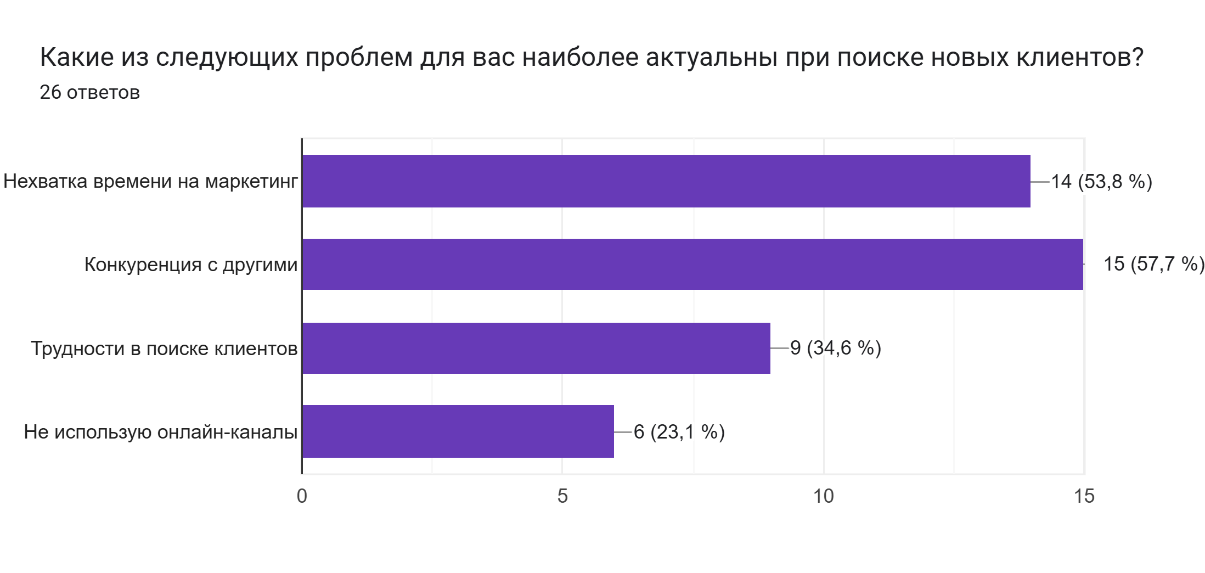 Какие из следующих проблем для вас наиболее актуальны при поиске новых клиентов?
26 ответов
Нехватка времени на маркетинг
14 (53,8 %)
Конкуренция с другими
15 (57,7 %)
Трудности в поиске клиентов
9 (34,6 %)
Не использую онлайн-каналы
6 (23,1 %)
0 5 10 15